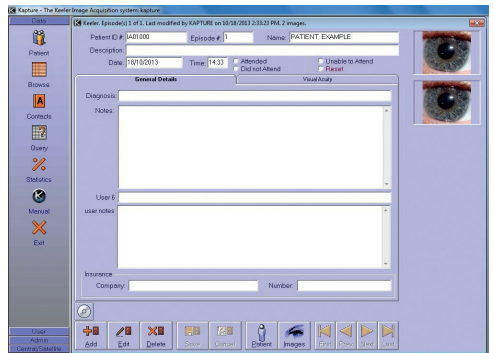 Kapture - The Keeler Image Acquisition system: kapture
Data
Patient
Browse
Contacts
Query
Statistics
Manual
Exit
User
Admin
Central/Satellite
Keeler. Episode(s) 1 of 1. Last modified by KAPTURE on 10/18/2013 2:33:23 PM. 2 images.
Patient ID #: IA01000 Episode #: 1 Name: PATIENT, EXAMPLE
Description:
Date: 18/10/2013 Time: 14:33 Attended Unable to Attend
Did not Attend Reset
General Details Visual Acuity
Diagnosis:
Notes:
User 6
user notes
Insurance
Company: Number:
Add Edit Delete Save Cancel Patient Images First Prev Next Last